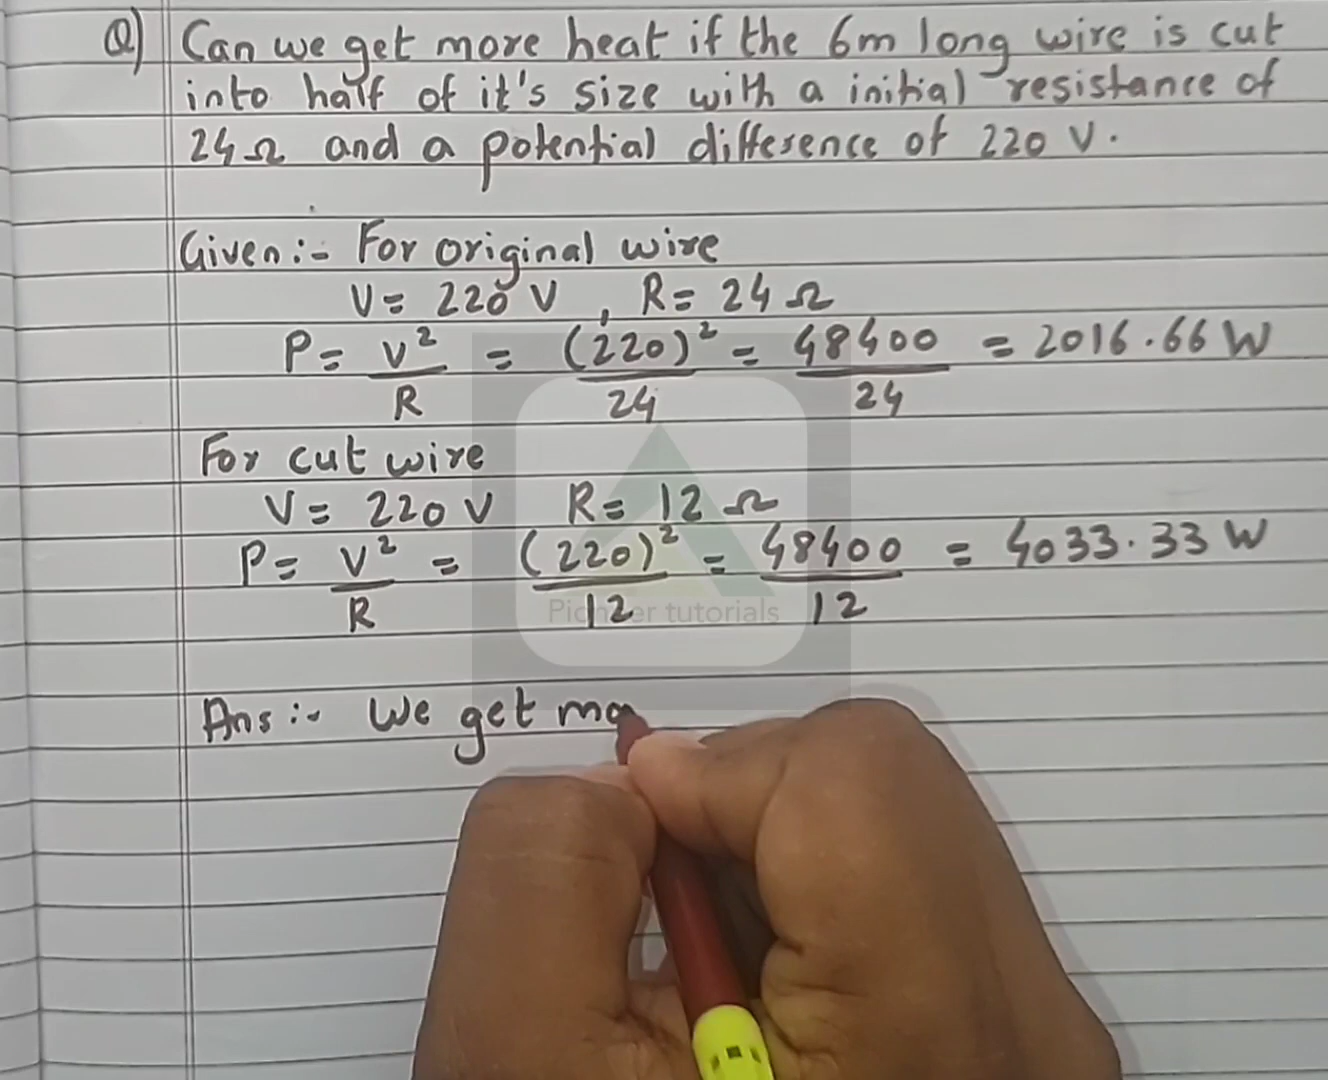 Q) Can we get more heat if the 6m long wire is cut
into half of it's size with a initial resistance of
24Ω and a potential difference of 220 V.
Given:- For original wire
V= 220 V , R= 24 Ω
P= V² = (220)² = 48400 = 2016.66 W
R 24 24
For cut wire
V= 220 V R= 12 Ω
P= V² = (220)² = 48400 = 4033.33 W
R 12 12
Pioneer tutorials
Ans:- We get mo